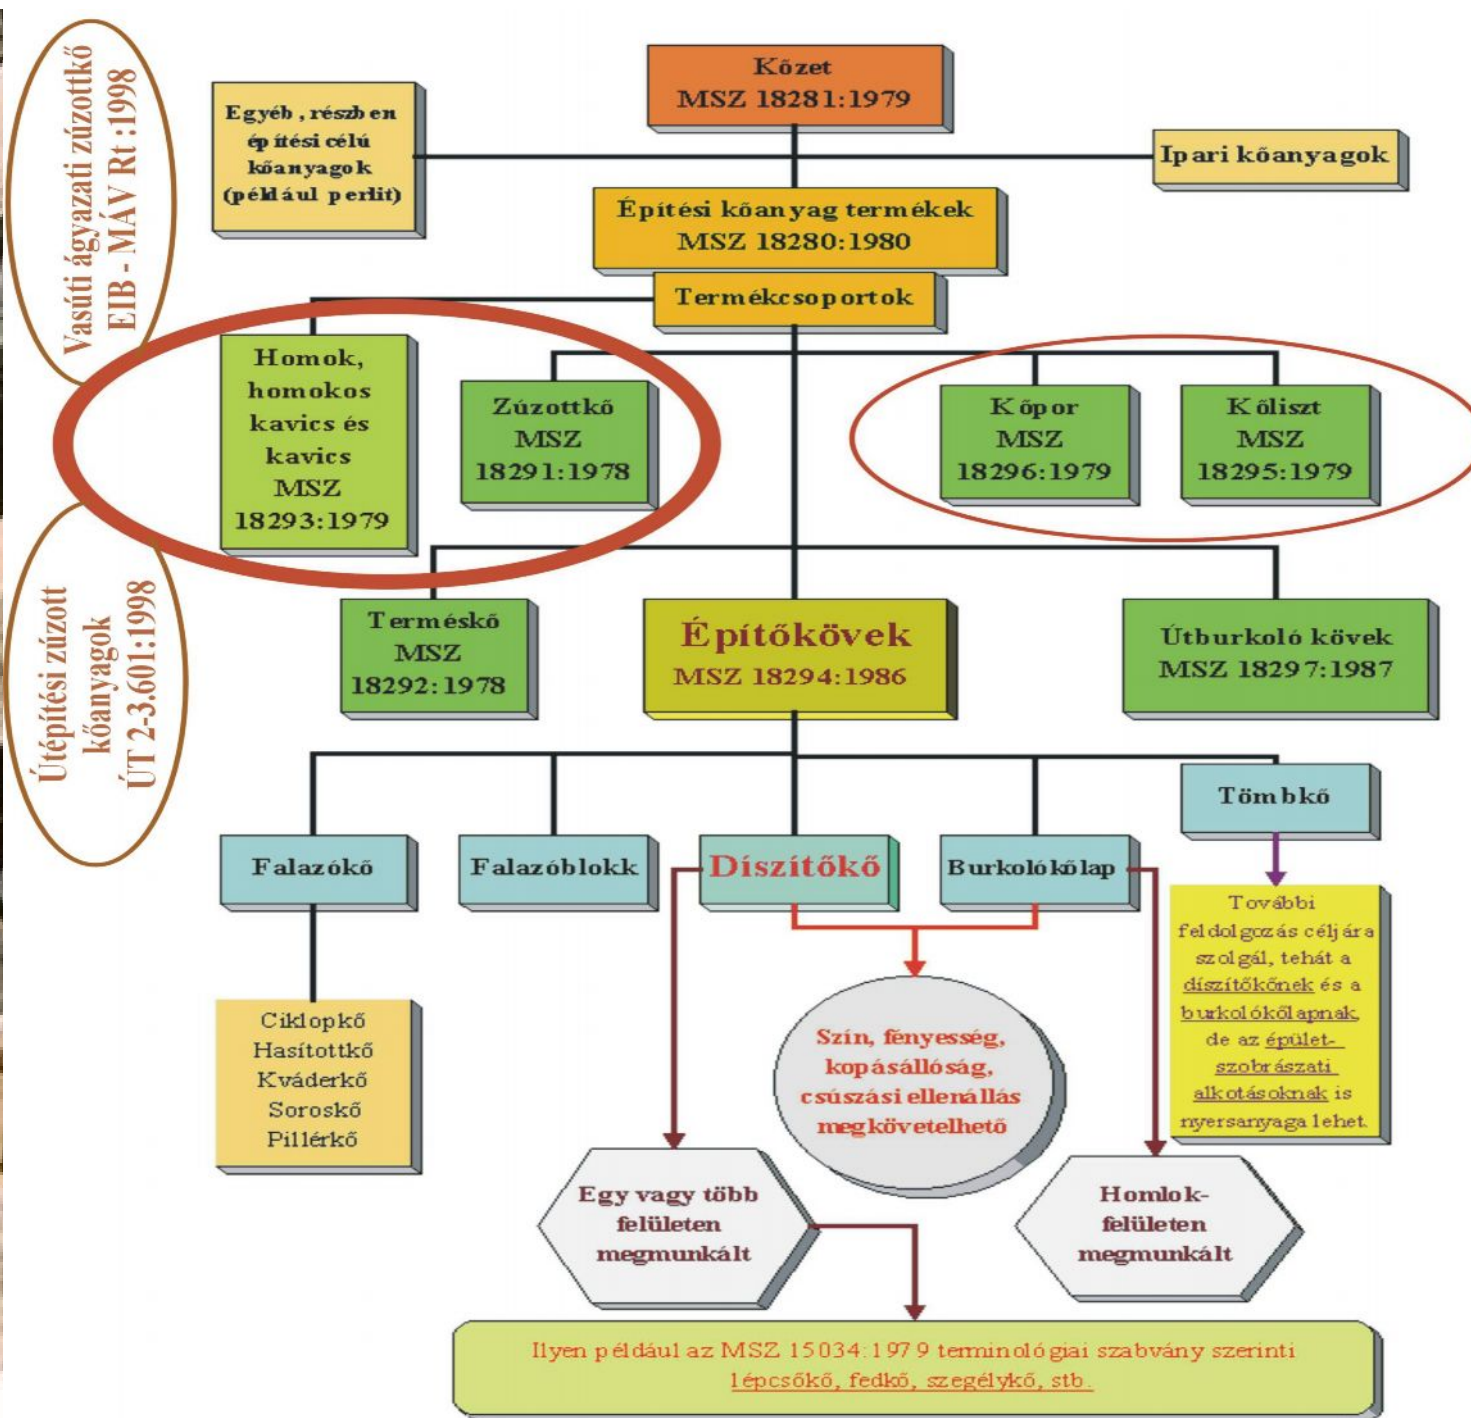 Vasúti ágyazati zúzottkő
EIB - MÁV Rt :1998
Kőzet
MSZ 18281:1979
Egyéb, részben
építési célú
kőanyagok
(például perlit)
Ipari kőanyagok
Építési kőanyag termékek
MSZ 18280:1980
Termékcsoportok
Homok,
homokos
kavics és
kavics
MSZ
18293:1979
Zúzottkő
MSZ
18291:1978
Kőpor
MSZ
18296:1979
Kőliszt
MSZ
18295:1979
Útépítési zúzott
kőanyagok
ÚT 2-3.601:1998
Terméskő
MSZ
18292:1978
Építőkövek
MSZ 18294:1986
Útburkoló kövek
MSZ 18297:1987
Falazókő
Falazóblokk
Díszítőkő
Burkolókőlap
Tömbkő
További
feldolgozás céljára
szolgál, tehát a
díszítőkőnek és a
burkolókőlapnak,
de az épület-
szobrászati
alkotásoknak is
nyersanyaga lehet.
Ciklopkő
Hasítottkő
Kváderkő
Soroskő
Pillérkő
Szín, fényesség,
kopásállóság,
csúszási ellenállás
megkövetelhető
Egy vagy több
felületen
megmunkált
Homlok-
felületen
megmunkált
Ilyen például az MSZ 15034:1979 terminológiai szabvány szerinti
lépcsőkő, fedkő, szegélykő, stb.